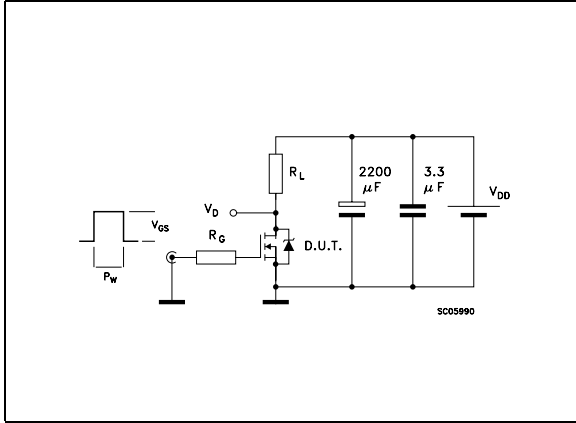 2200
μF
3.3
μF
R_L
V_DD
V_D
V_GS
R_G
D.U.T.
P_W
SC05990